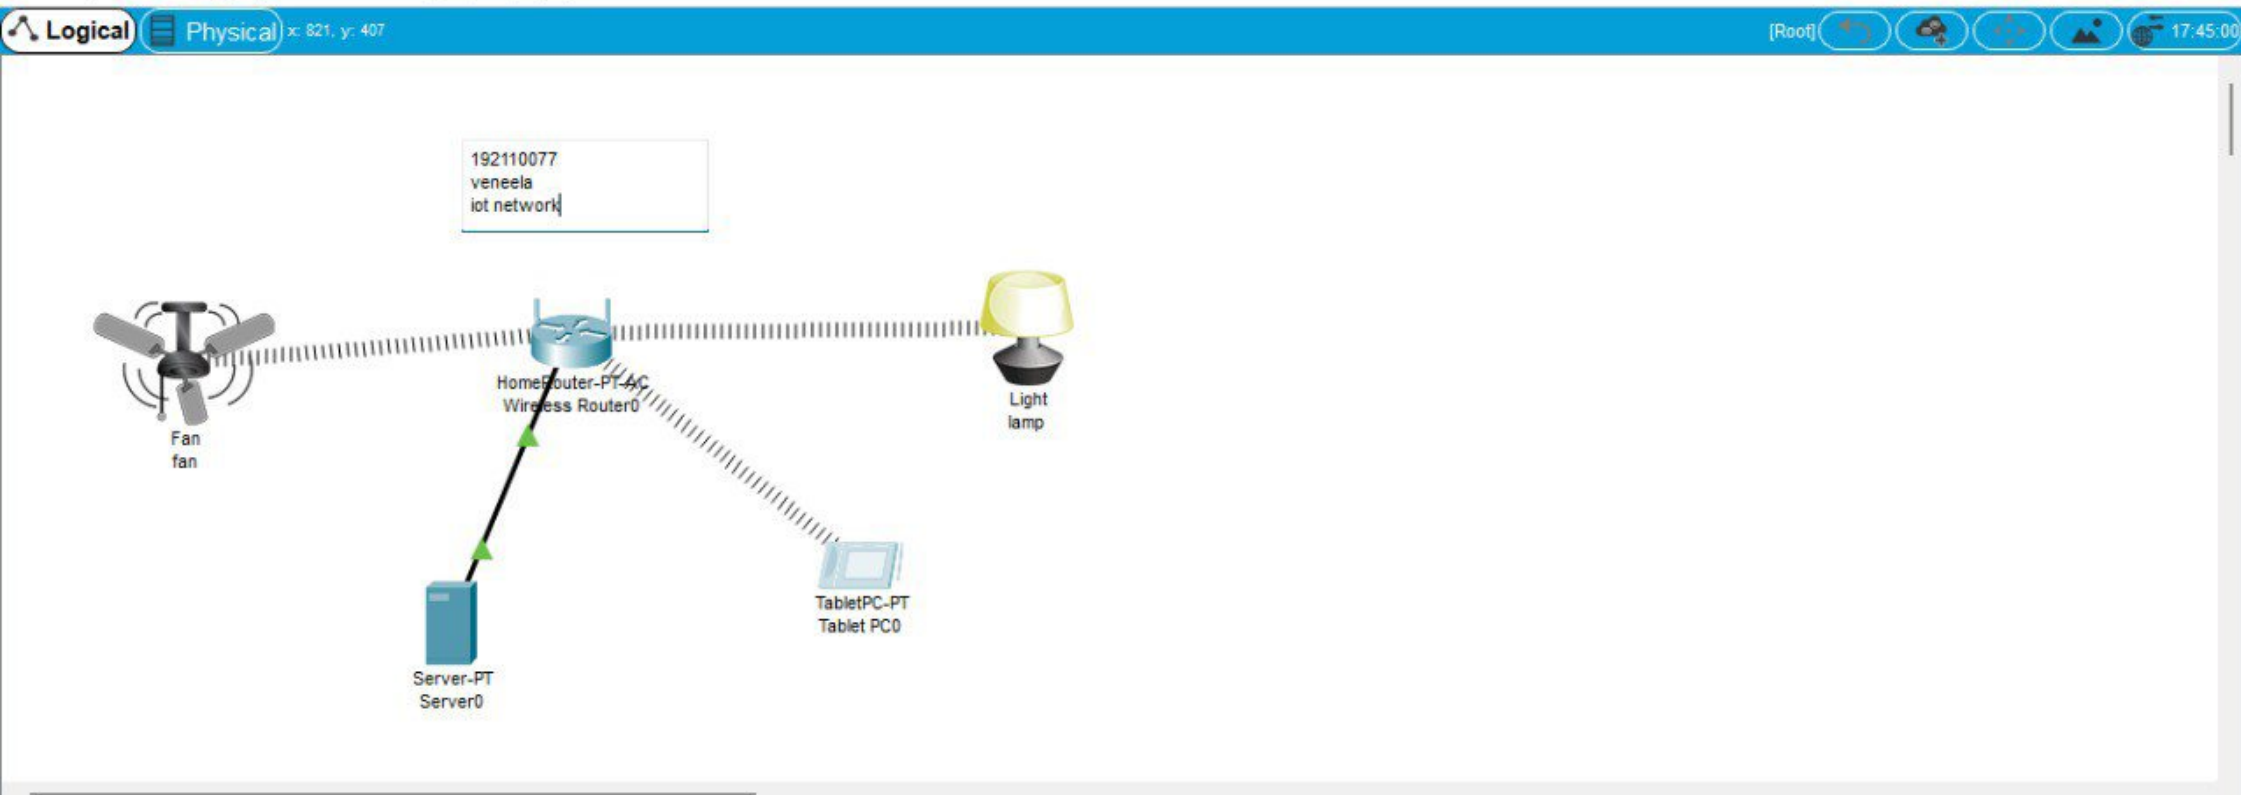 Logical Physical x: 821, y: 407 [Root] 17:45:00
192110077
veneela
iot network
HomeRouter-PT-AC
Wireless Router0
Light
lamp
Fan
fan
TabletPC-PT
Tablet PC0
Server-PT
Server0